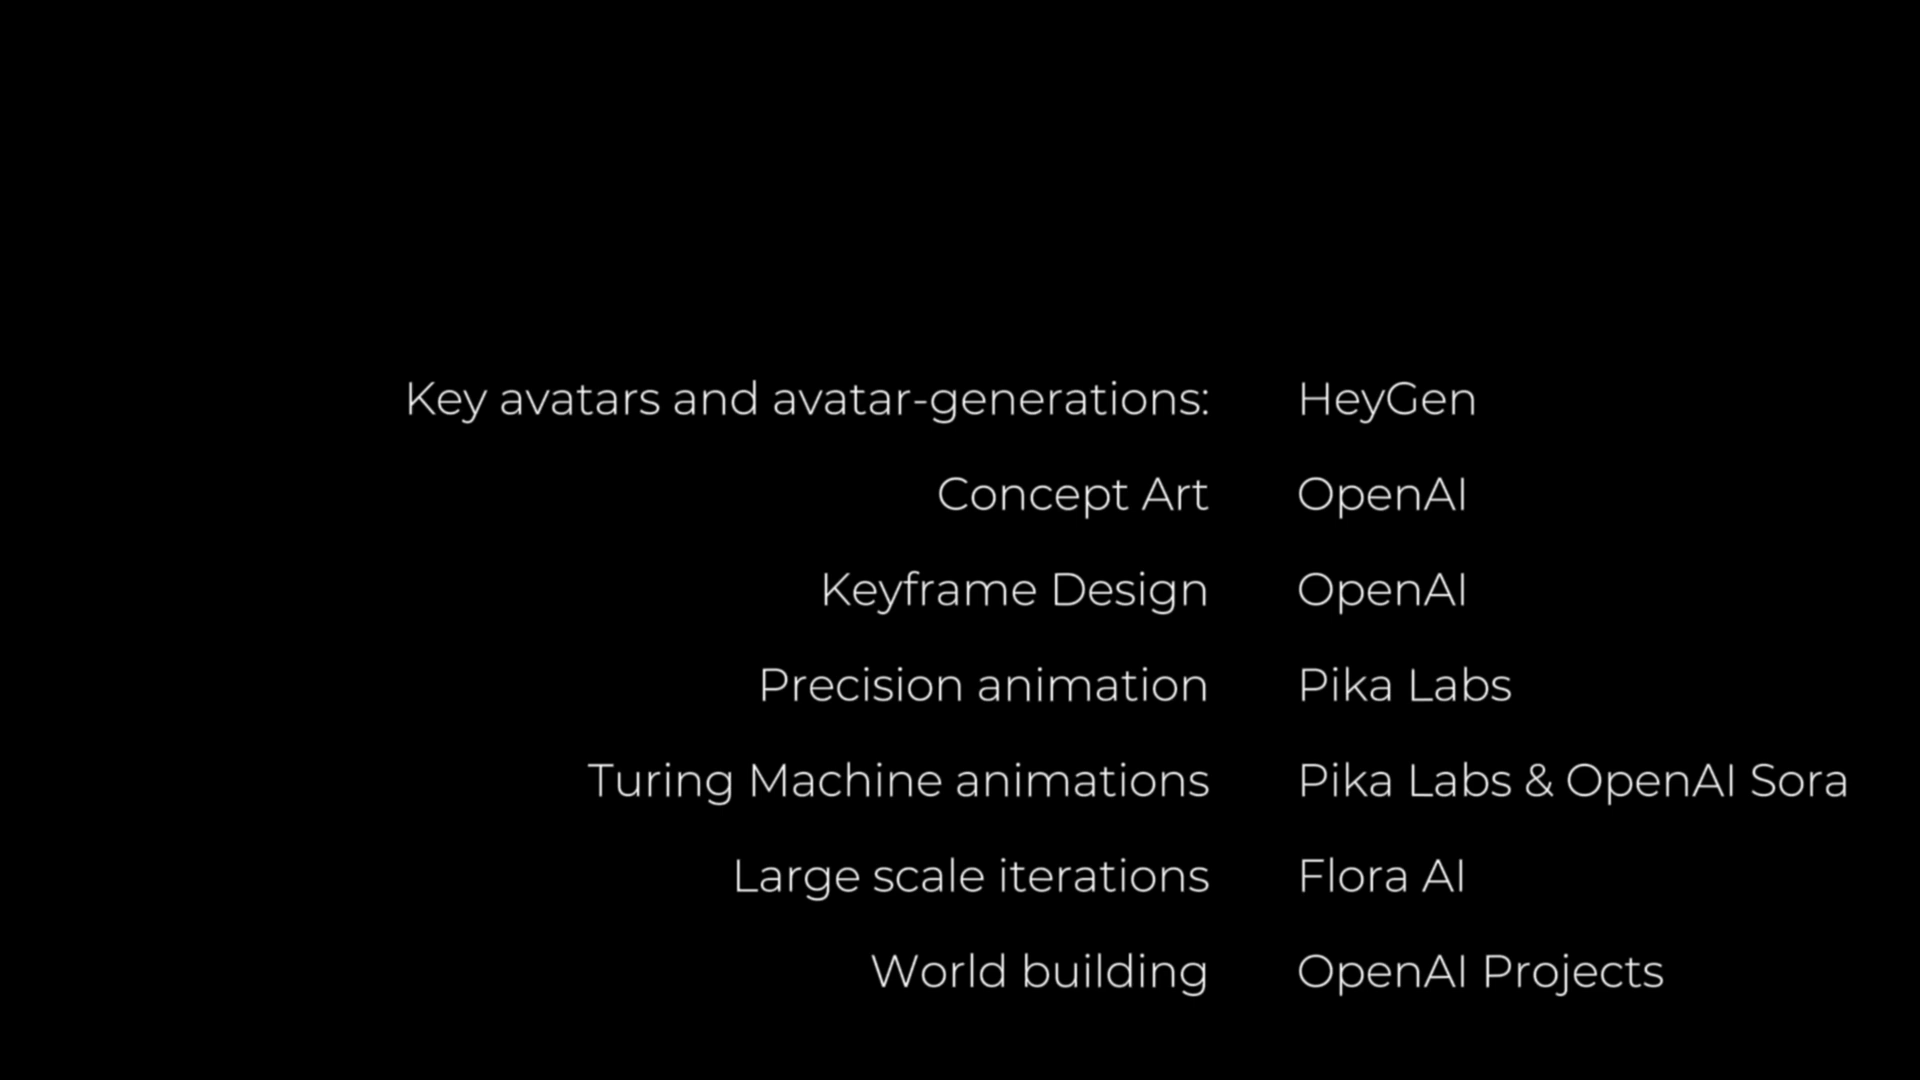 Key avatars and avatar-generations: HeyGen
Concept Art OpenAI
Keyframe Design OpenAI
Precision animation Pika Labs
Turing Machine animations Pika Labs & OpenAI Sora
Large scale iterations Flora AI
World building OpenAI Projects